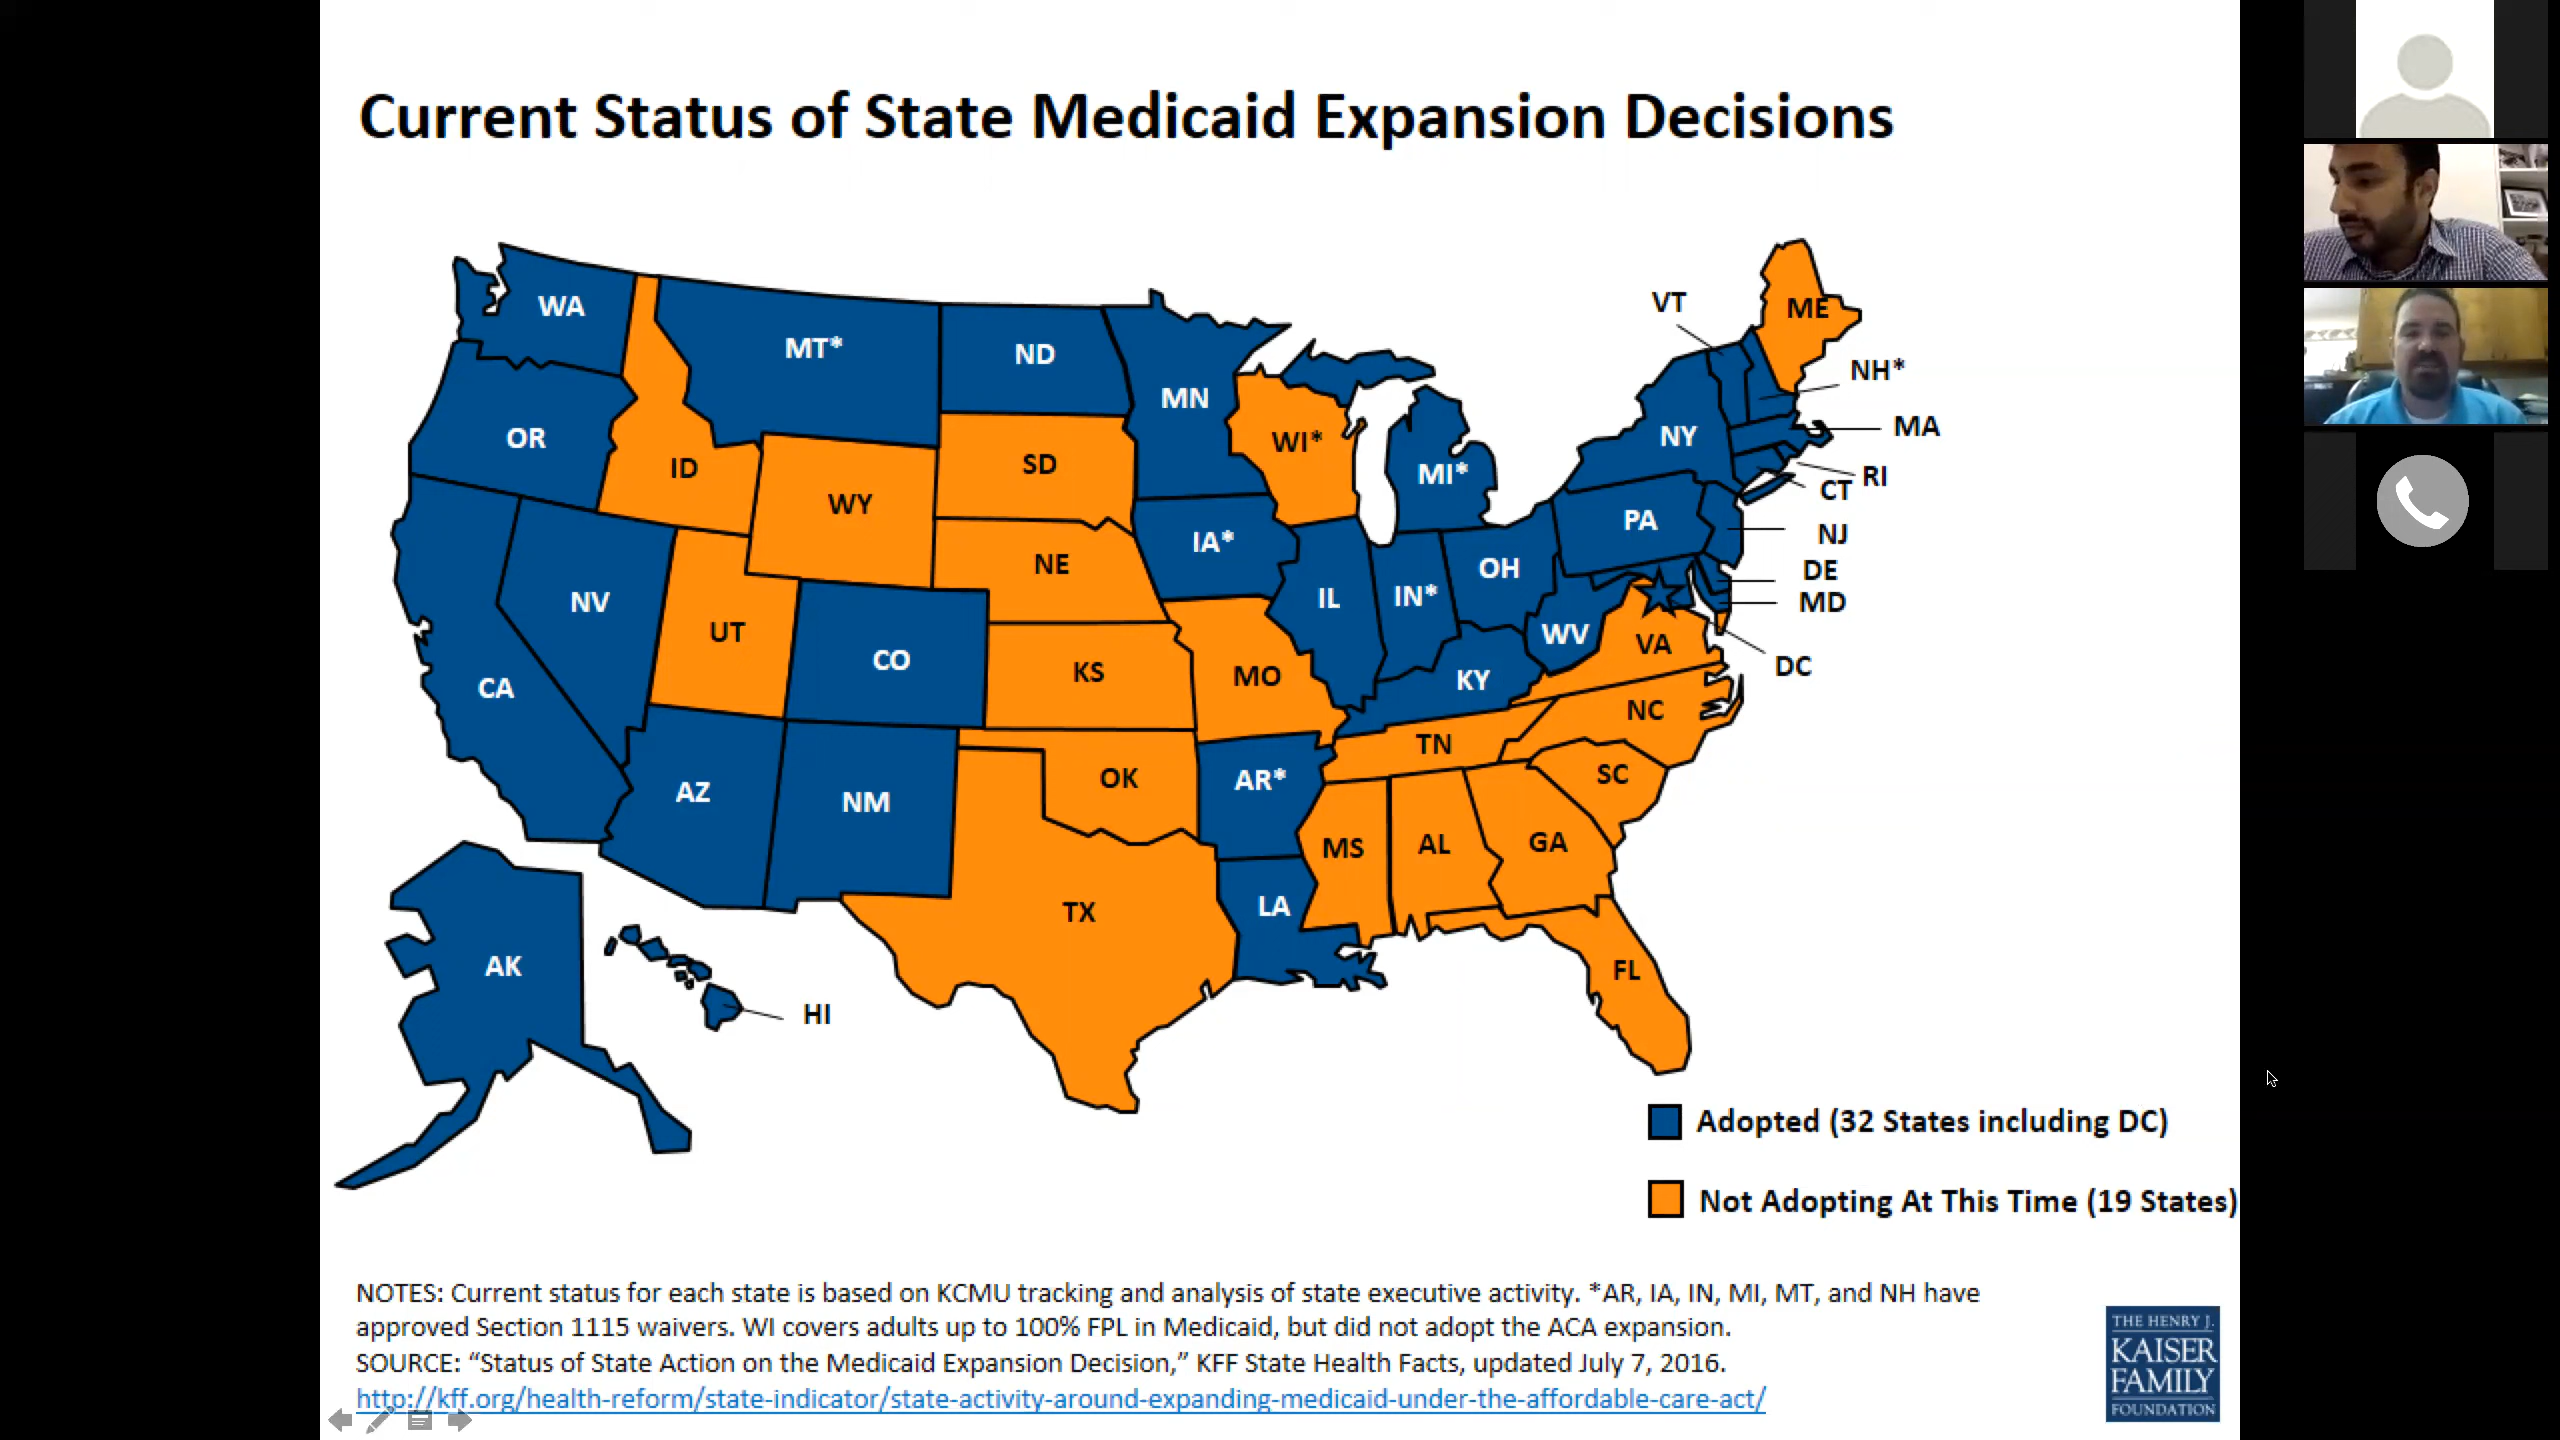 Current Status of State Medicaid Expansion Decisions
WA
MT*
ND
MN
VT
ME
NH*
MA
RI
CT
NJ
DE
MD
DC
OR
ID
WY
SD
WI*
MI*
NY
PA
IA*
NE
NV
UT
CO
KS
MO
IL
IN*
OH
WV
VA
KY
CA
NC
TN
SC
AZ
NM
OK
AR*
MS
AL
GA
TX
LA
FL
AK
HI
Adopted (32 States including DC)
Not Adopting At This Time (19 States)
NOTES: Current status for each state is based on KCMU tracking and analysis of state executive activity. *AR, IA, IN, MI, MT, and NH have
approved Section 1115 waivers. WI covers adults up to 100% FPL in Medicaid, but did not adopt the ACA expansion.
SOURCE: “Status of State Action on the Medicaid Expansion Decision,” KFF State Health Facts, updated July 7, 2016.
http://kff.org/health-reform/state-indicator/state-activity-around-expanding-medicaid-under-the-affordable-care-act/
THE HENRY J.
KAISER
FAMILY
FOUNDATION